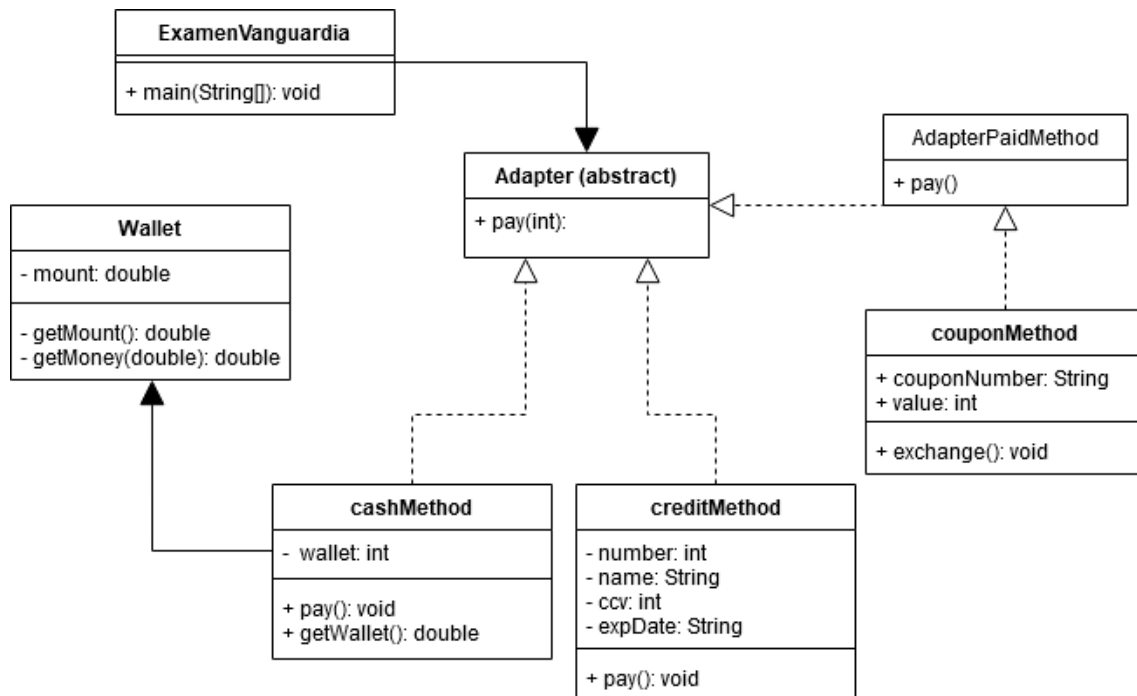 ExamenVanguardia
+ main(String[]): void
Adapter (abstract)
+ pay(int):
AdapterPaidMethod
+ pay()
Wallet
- mount: double
- getMount(): double
- getMoney(double): double
couponMethod
+ couponNumber: String
+ value: int
+ exchange(): void
cashMethod
- wallet: int
+ pay(): void
+ getWallet(): double
creditMethod
- number: int
- name: String
- ccv: int
- expDate: String
+ pay(): void